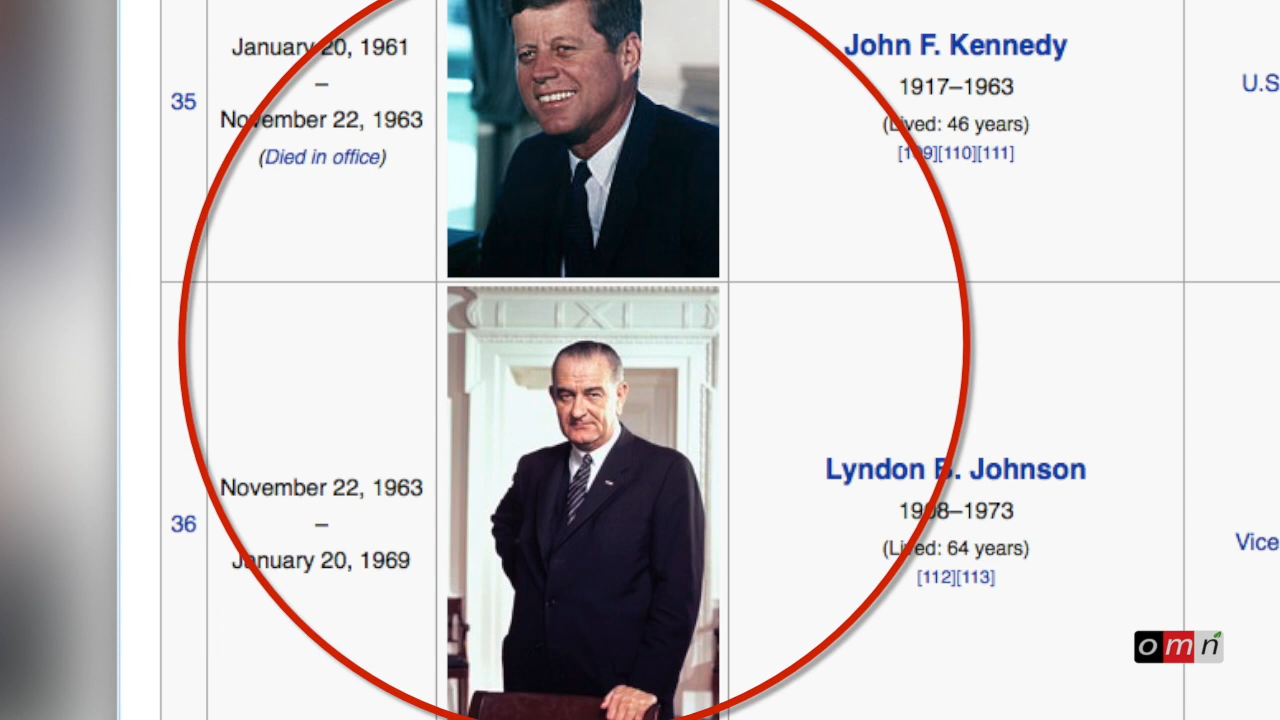 35
January 20, 1961
–
November 22, 1963
(Died in office)
John F. Kennedy
1917–1963
(Lived: 46 years)
[109][110][111]
U.S
36
November 22, 1963
–
January 20, 1969
Lyndon B. Johnson
1908–1973
(Lived: 64 years)
[112][113]
Vice
omn